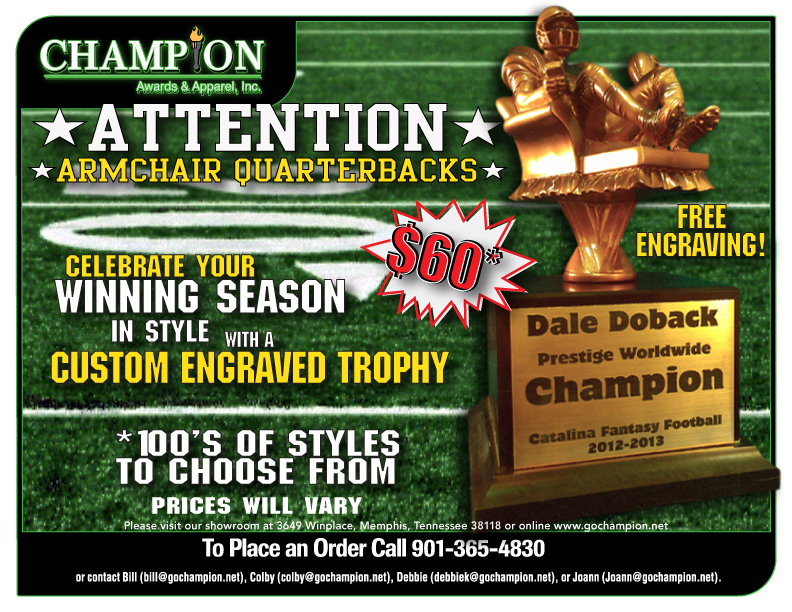 CHAMPION
Awards & Apparel, Inc.
ATTENTION
ARMCHAIR QUARTERBACKS
$60*
FREE
ENGRAVING!
CELEBRATE YOUR
WINNING SEASON
IN STYLE WITH A
CUSTOM ENGRAVED TROPHY
Dale Doback
Prestige Worldwide
Champion
Catalina Fantasy Football
2012-2013
*100'S OF STYLES
TO CHOOSE FROM
PRICES WILL VARY
Please visit our showroom at 3649 Winplace, Memphis, Tennessee 38118 or online www.gochampion.net
To Place an Order Call 901-365-4830
or contact Bill (bill@gochampion.net), Colby (colby@gochampion.net), Debbie (debbiek@gochampion.net), or Joann (Joann@gochampion.net).